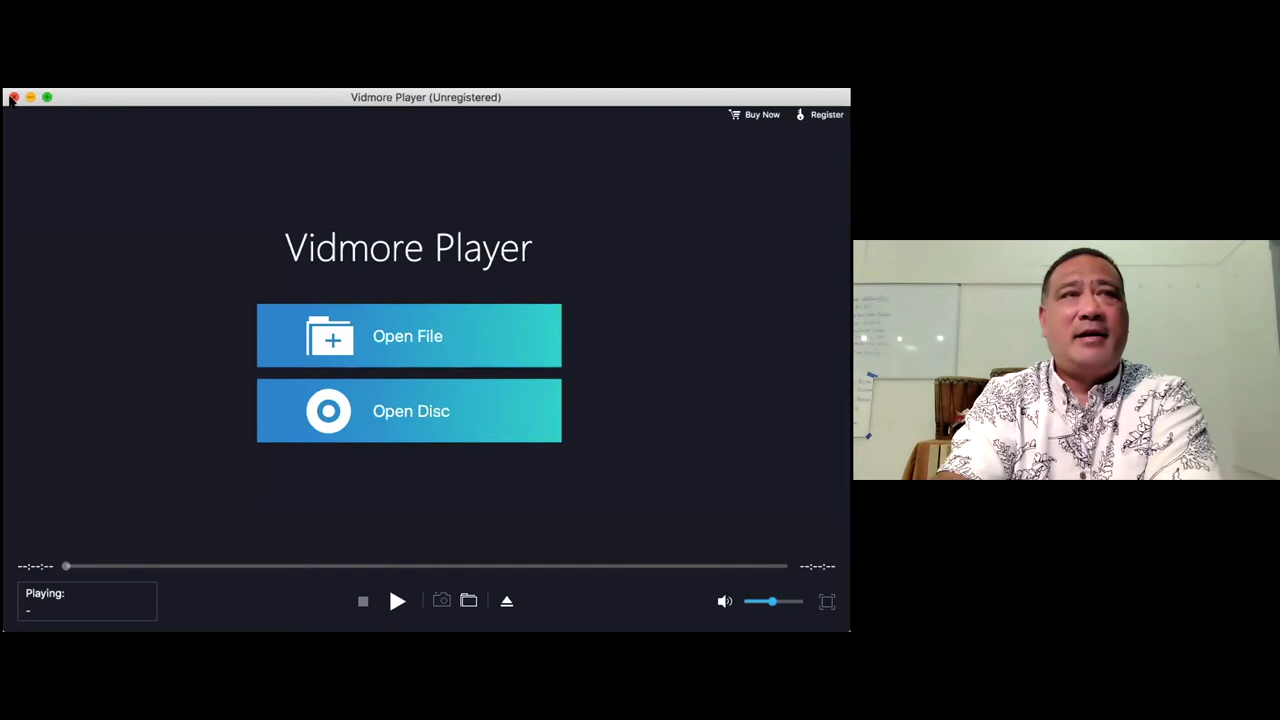 Vidmore Player (Unregistered)
Buy Now
Register
Vidmore Player
Open File
Open Disc
--:--:--
--:--:--
Playing:
-